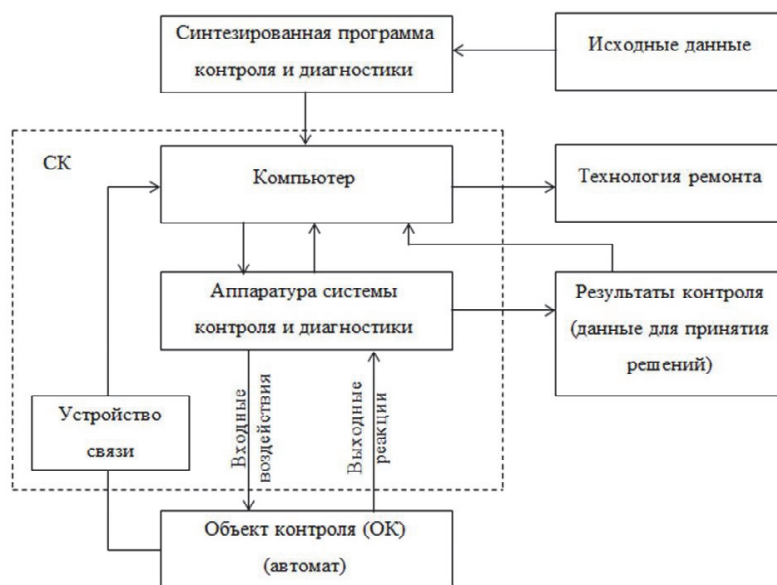 Синтезированная программа
контроля и диагностики
Исходные данные
СК
Компьютер
Технология ремонта
Аппаратура системы
контроля и диагностики
Результаты контроля
(данные для принятия
решений)
Устройство
связи
Входные
воздействия
Выходные
реакции
Объект контроля (ОК)
(автомат)